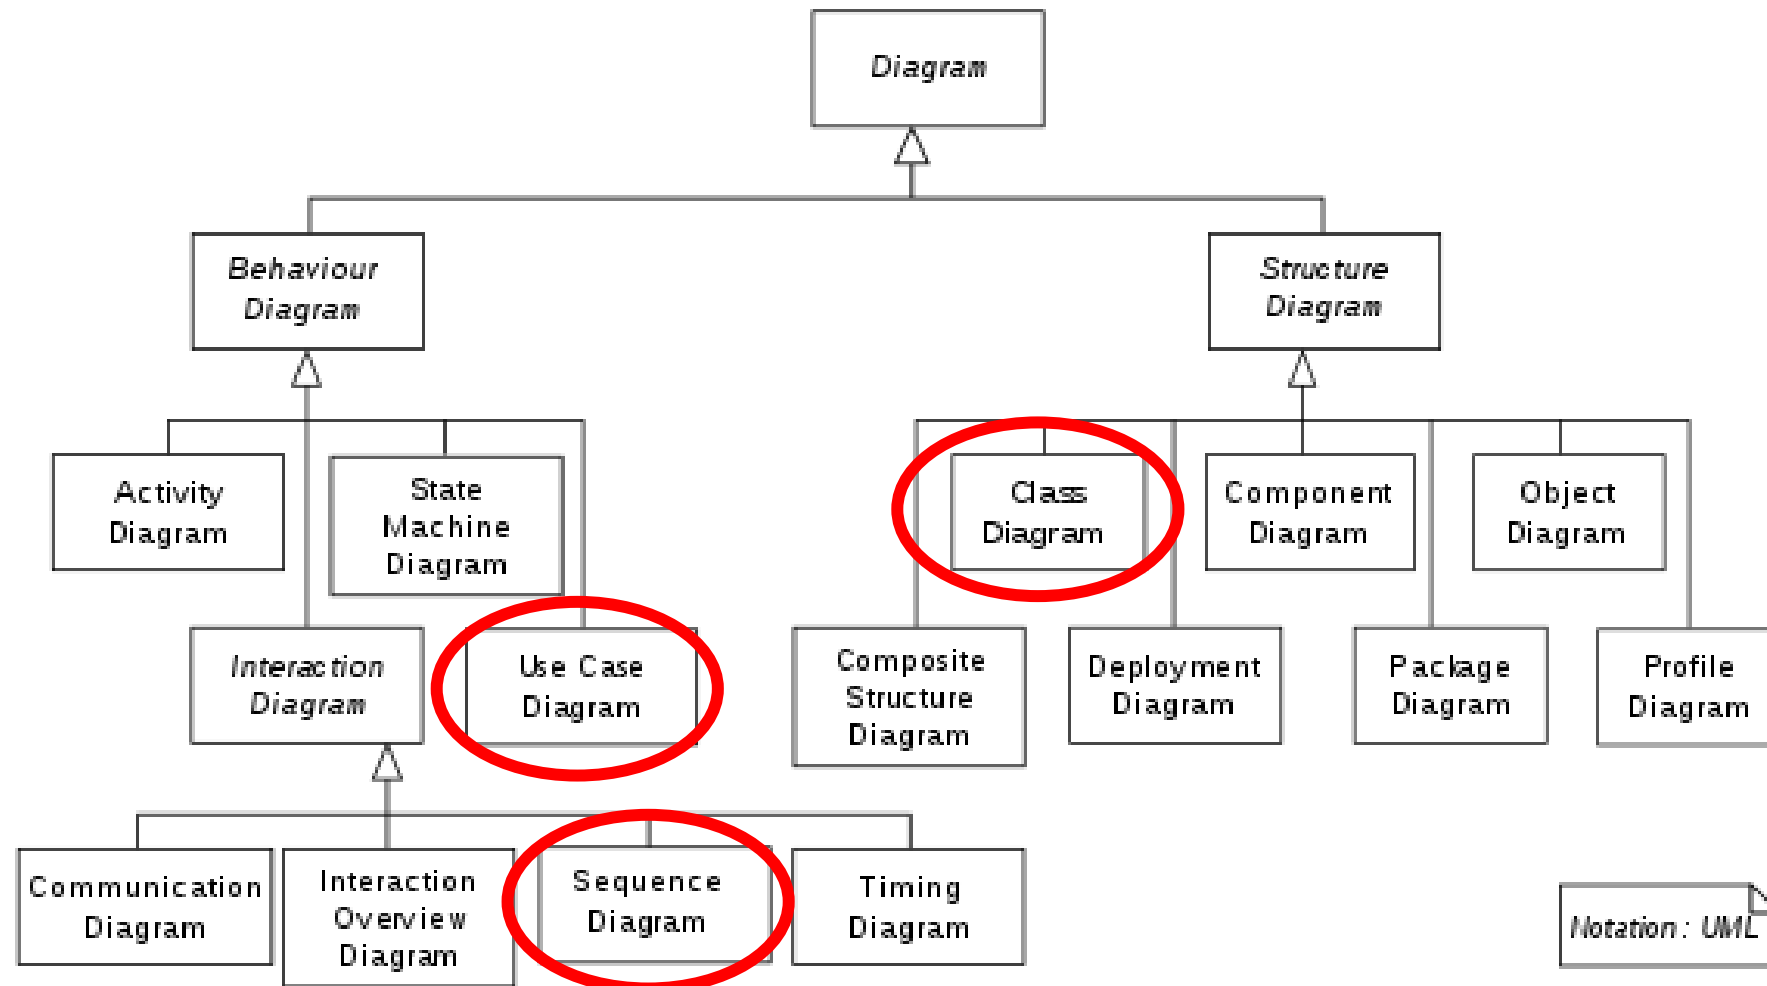 Diagram
Behaviour
Diagram
Structure
Diagram
Activity
Diagram
State
Machine
Diagram
Class
Diagram
Component
Diagram
Object
Diagram
Interaction
Diagram
Use Case
Diagram
Composite
Structure
Diagram
Deployment
Diagram
Package
Diagram
Profile
Diagram
Communication
Diagram
Interaction
Overview
Diagram
Sequence
Diagram
Timing
Diagram
Notation : UML